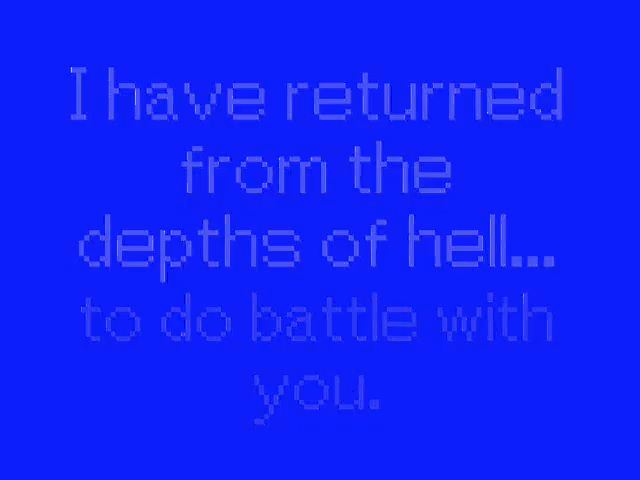 I have returned
from the
depths of hell...
to do battle with
you.